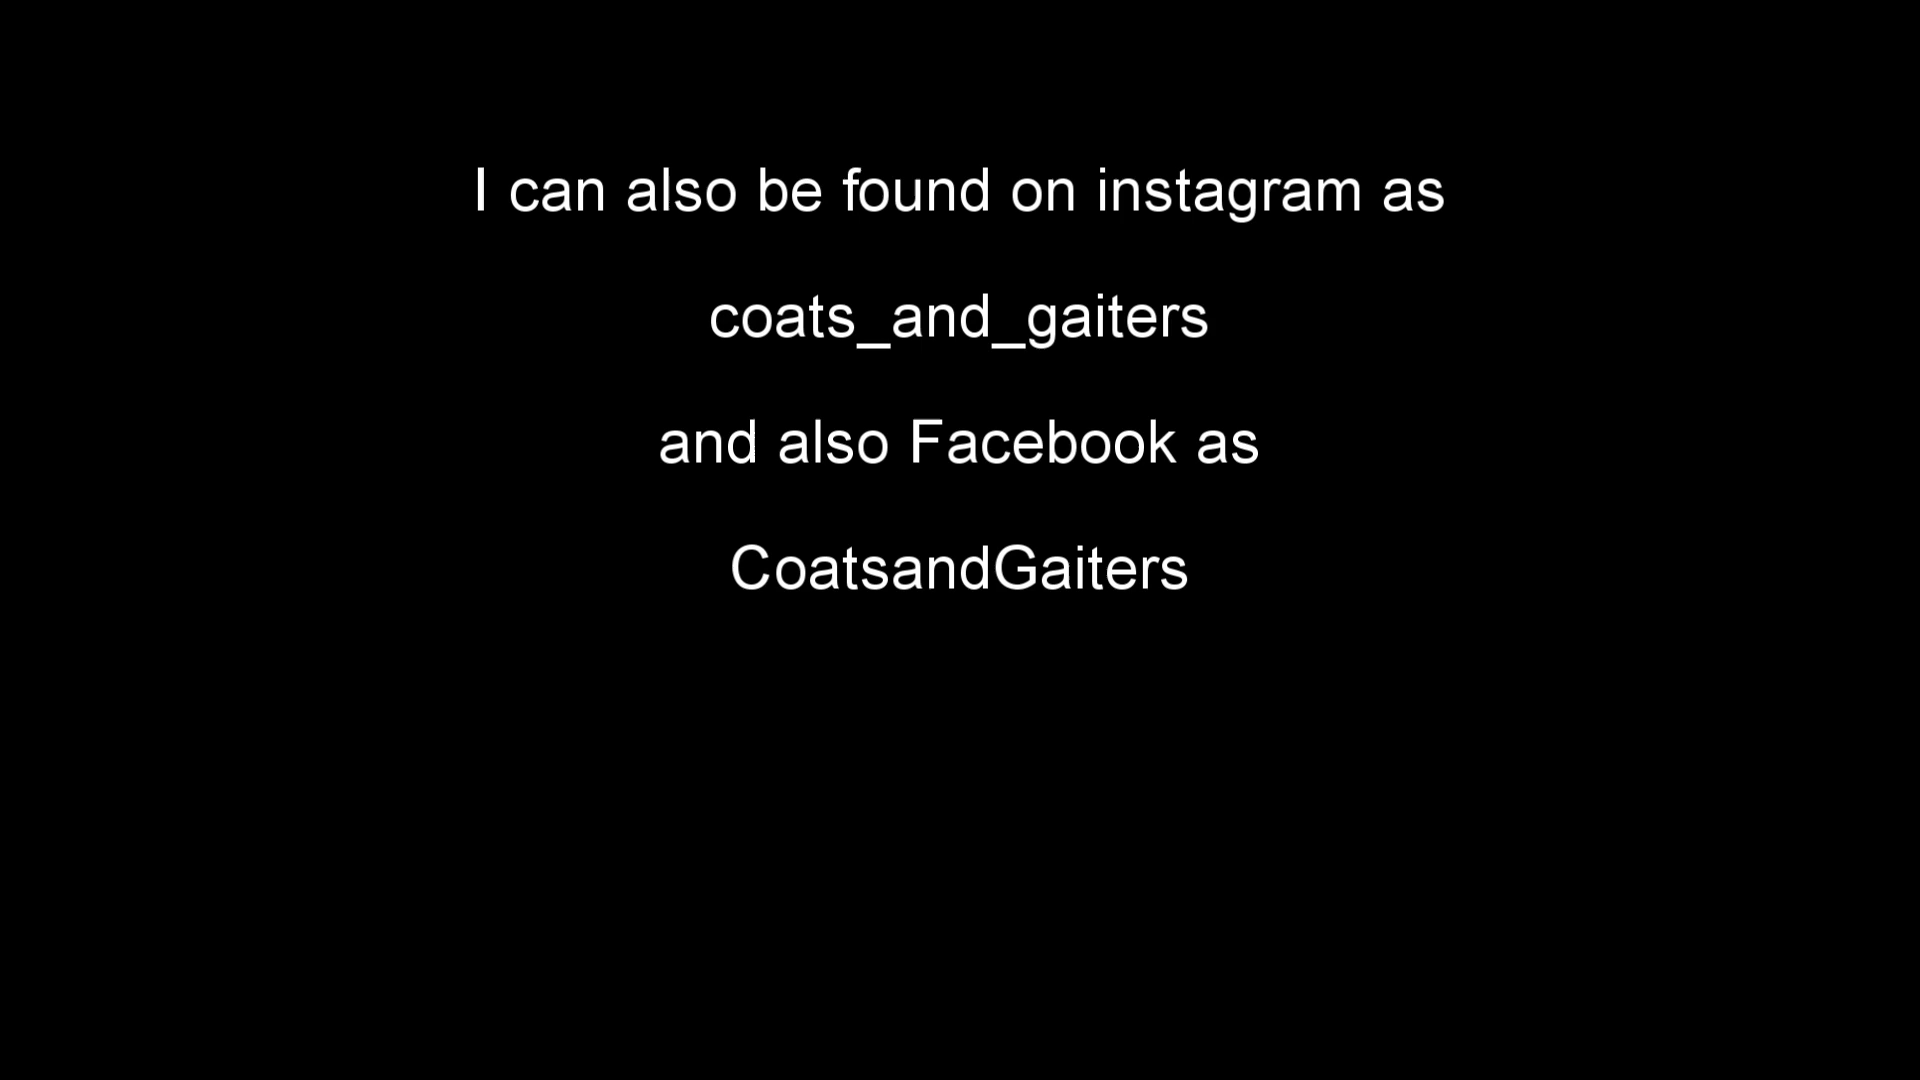 I can also be found on instagram as
coats_and_gaiters
and also Facebook as
CoatsandGaiters